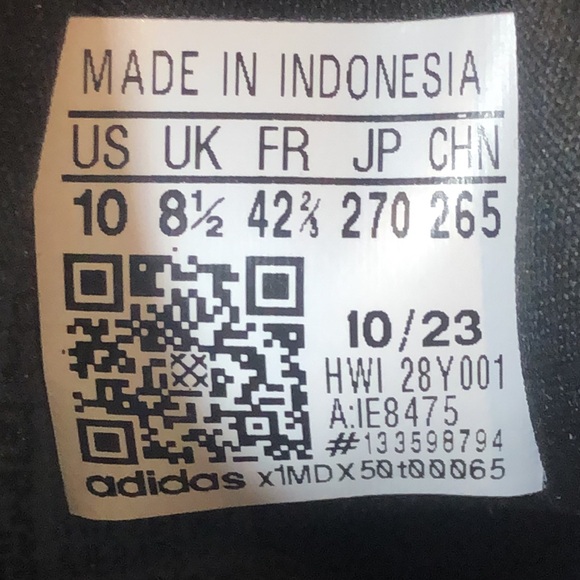 MADE IN INDONESIA
US UK FR JP CHN
10 8½ 42⅔ 270 265
10/23
HWI 28Y001
A:IE8475
#133598794
adidas x1MDX50t00065